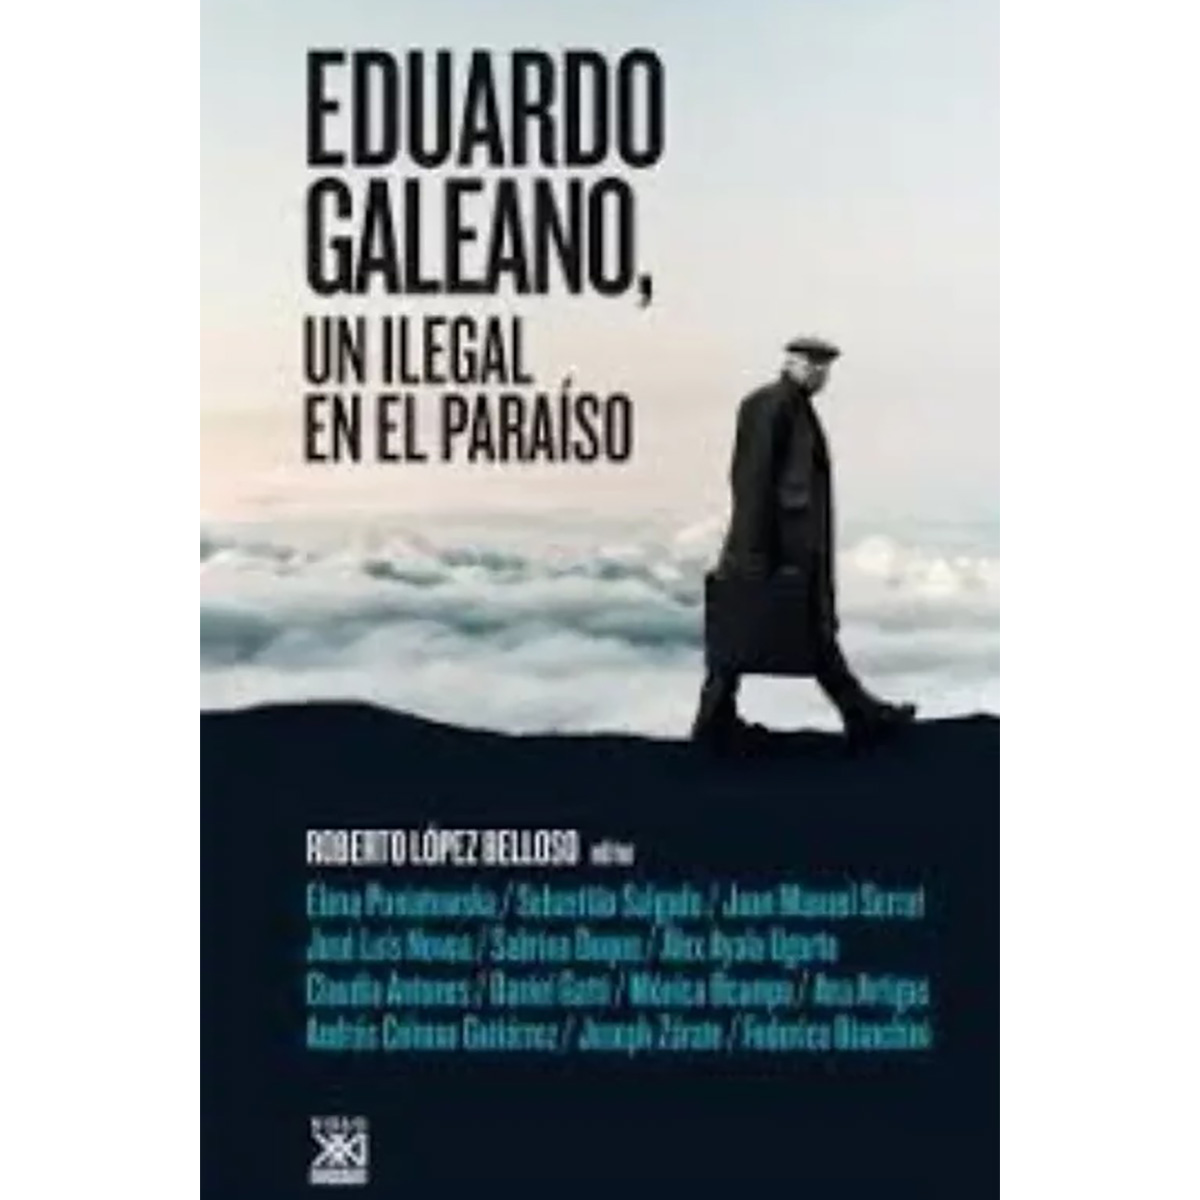 EDUARDO
GALEANO,
UN ILEGAL
EN EL PARAÍSO
ROBERTO LÓPEZ BELLOSO editor
Elena Poniatowska / Sebastião Salgado / Joan Manuel Serrat
José Luis / Sabrina Duque / Álex Ayala Ugarte
Claudia Antunes / Daniel Gatti / Mónica Ocampo / Ana Artigas
Andrés Gutiérrez / Joseph Zárate / Federico Bianchini
SIGLO
XXI